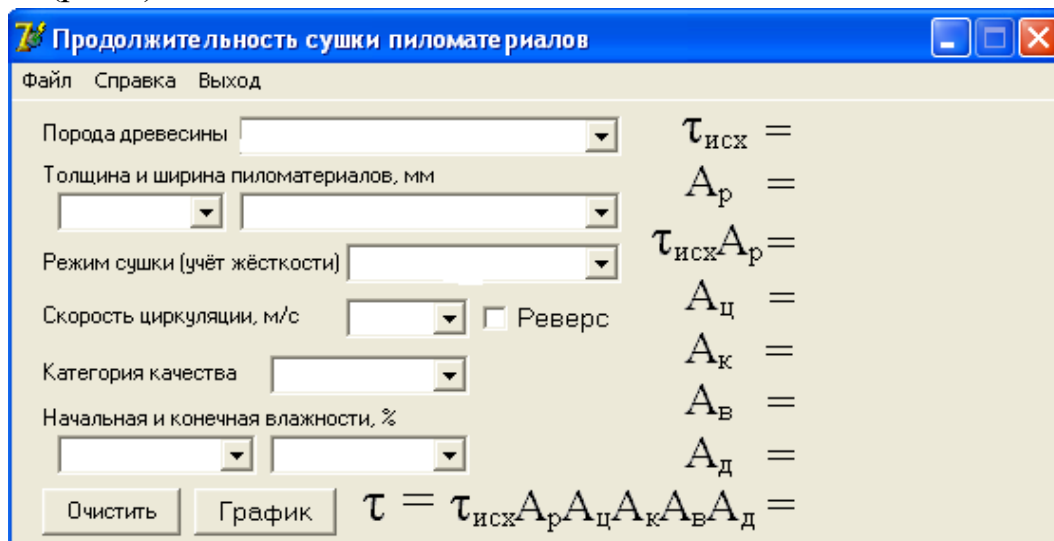 Продолжительность сушки пиломатериалов
Файл Справка Выход
Порода древесины
τисх =
Толщина и ширина пиломатериалов, мм
Ар =
Режим сушки (учёт жёсткости)
τисхАр=
Скорость циркуляции, м/с
Реверс
Ац =
Категория качества
Ак =
Начальная и конечная влажности, %
Ав =
Ад =
Очистить
График
τ = τисхАрАцАкАвАд =